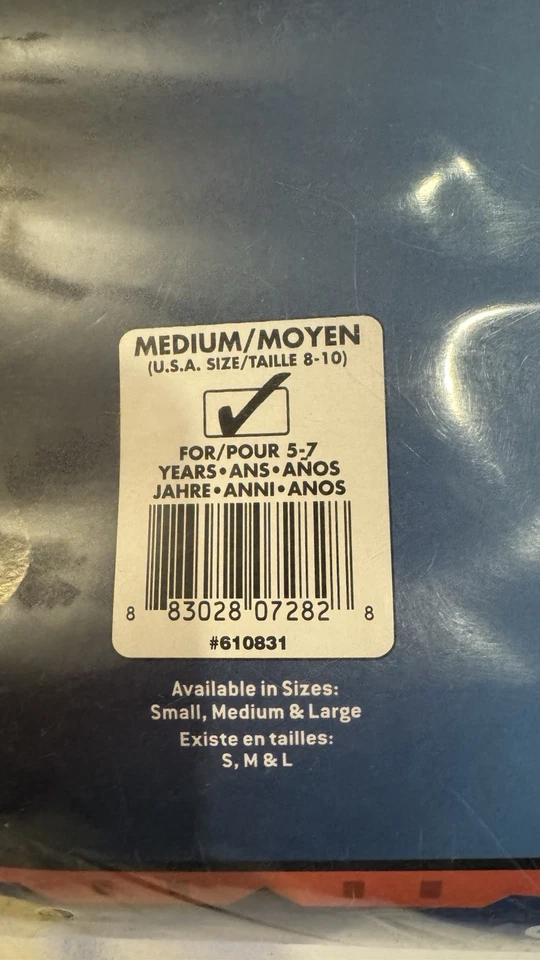 MEDIUM/MOYEN
(U.S.A. SIZE/TAILLE 8-10)
FOR/POUR 5-7
YEARS•ANS•AÑOS
JAHRE•ANNI•ANOS
8 83028 07282 8
#610831
Available in Sizes:
Small, Medium & Large
Existe en tailles:
S, M & L